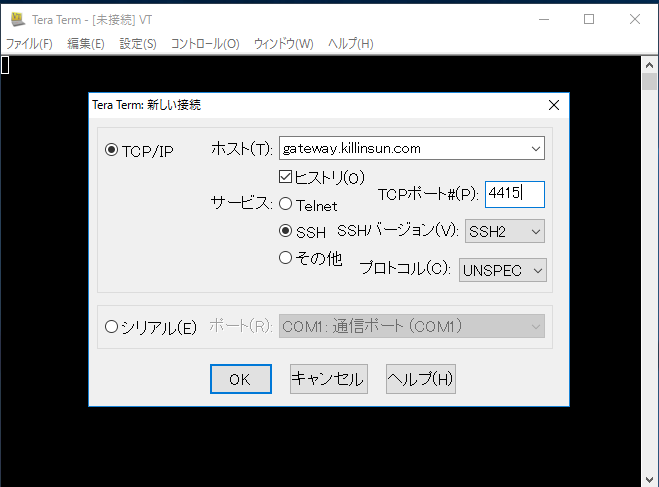 Tera Term - [未接続] VT
ファイル(F) 編集(E) 設定(S) コントロール(O) ウィンドウ(W) ヘルプ(H)
Tera Term: 新しい接続
TCP/IP ホスト(T): gateway.killinsun.com
ヒストリ(O)
サービス: Telnet TCPポート#(P): 4415
SSH SSHバージョン(V): SSH2
その他 プロトコル(C): UNSPEC
シリアル(E) ポート(R): COM1: 通信ポート (COM1)
OK キャンセル ヘルプ(H)